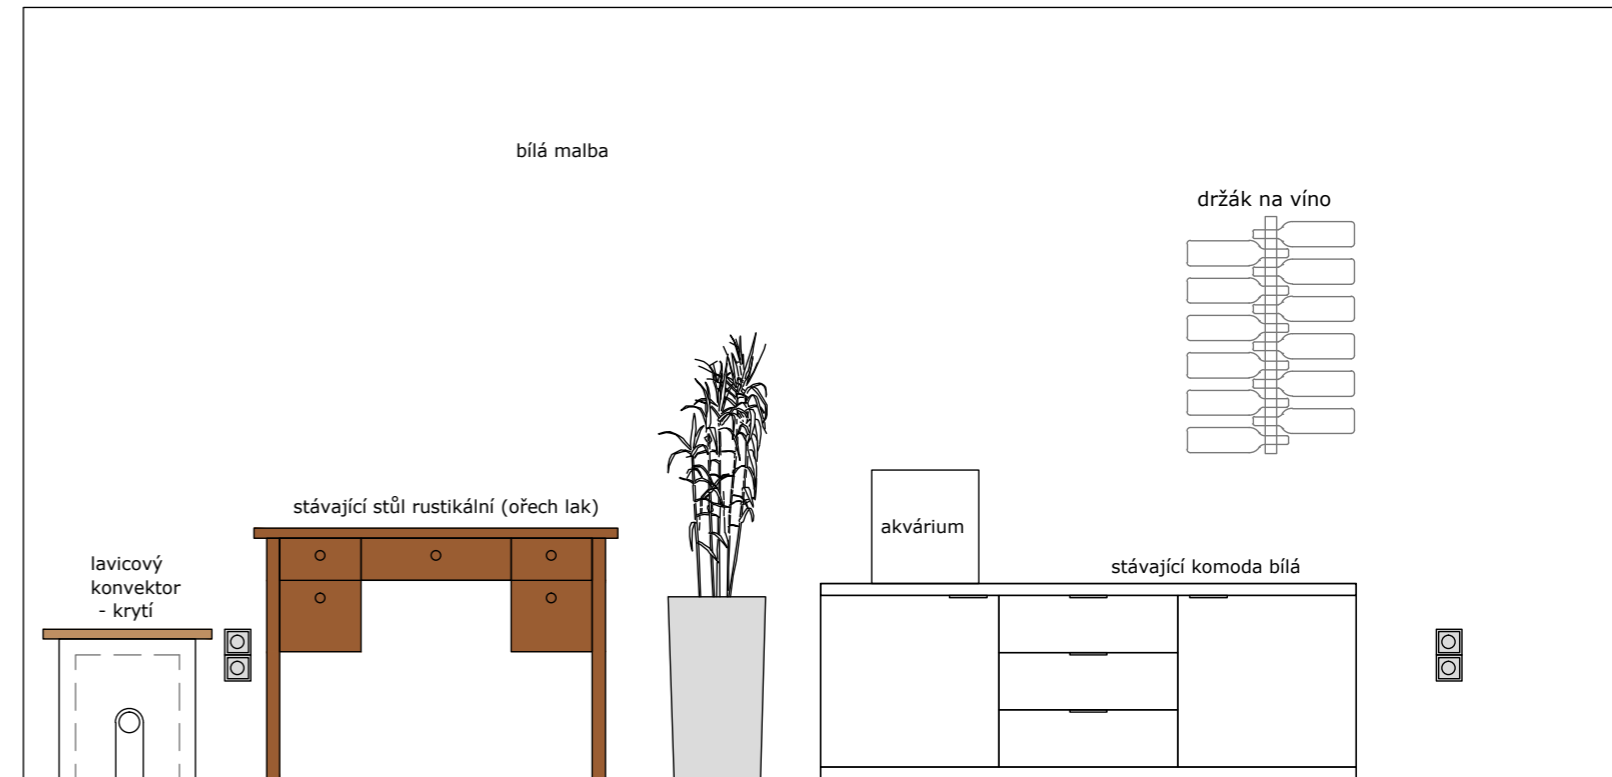 bílá malba
držák na víno
stávající stůl rustikální (ořech lak)
akvárium
lavicový
konvektor
- krytí
stávající komoda bílá